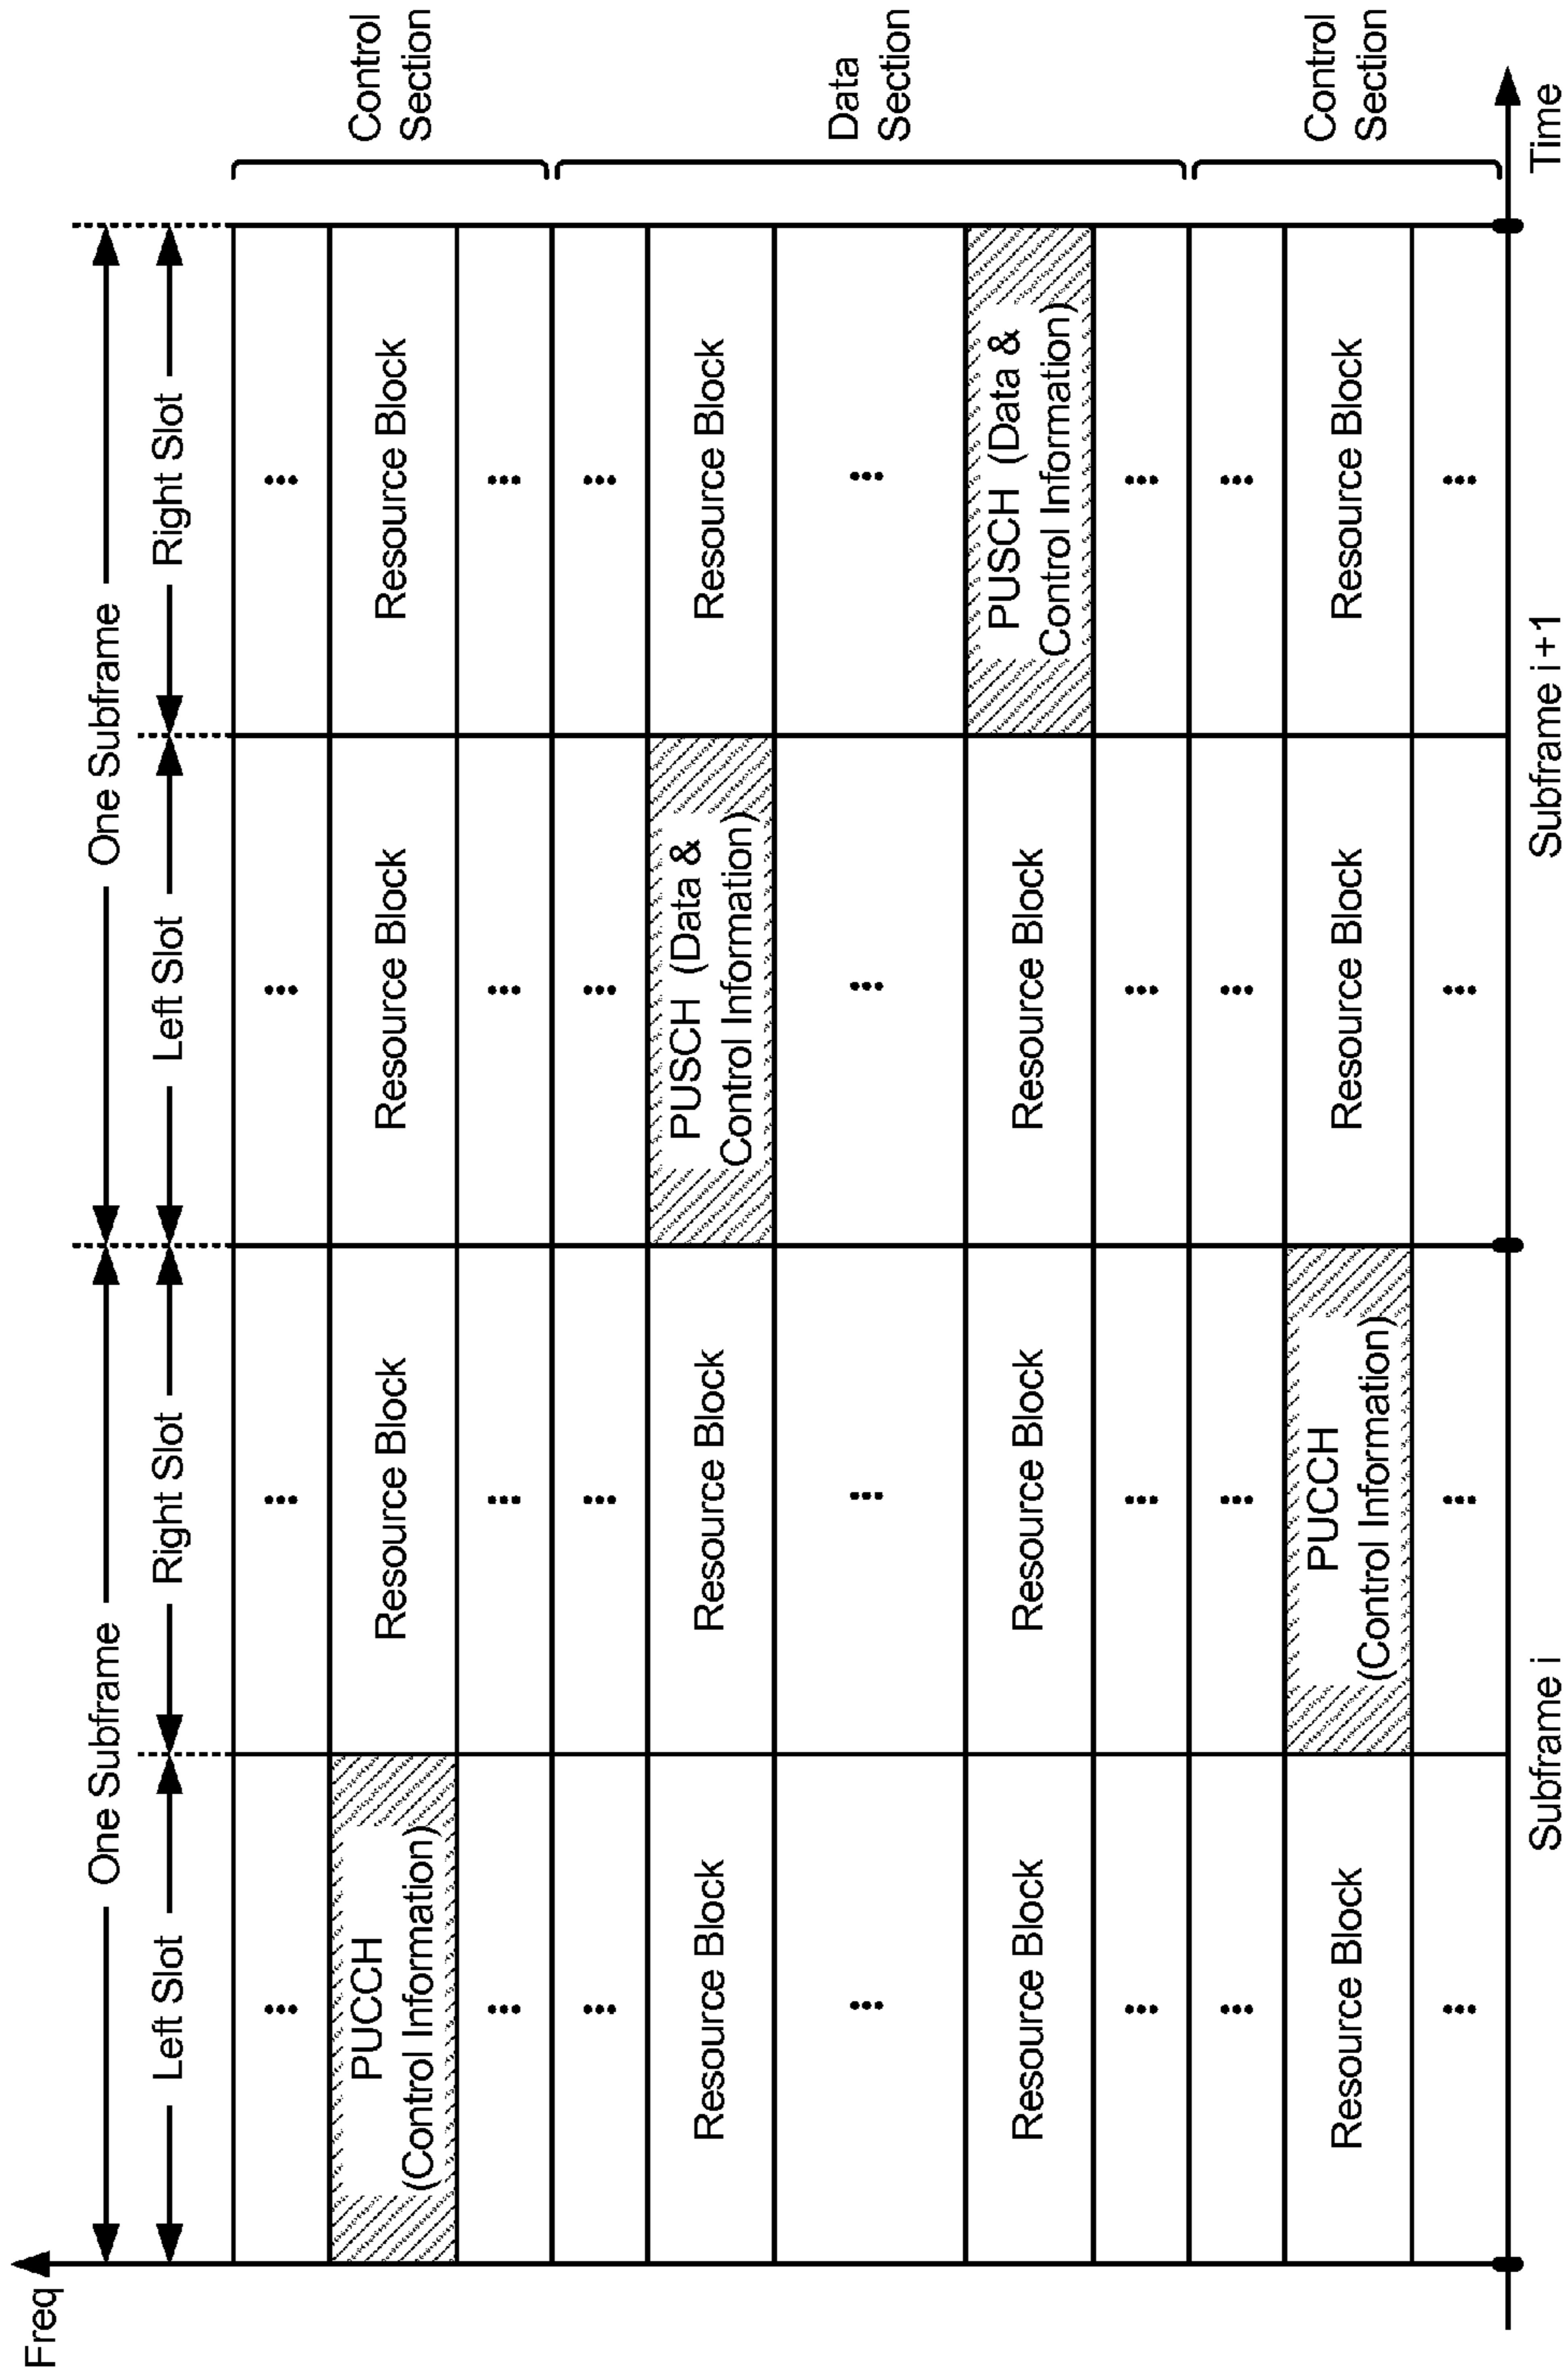 Freq
One Subframe
One Subframe
Left Slot
Right Slot
Left Slot
Right Slot
PUCCH
(Control Information)
Resource Block
Resource Block
Resource Block
Control
Section
Resource Block
Resource Block
PUSCH (Data &
Control Information)
Resource Block
Data
Section
Resource Block
Resource Block
Resource Block
PUSCH (Data &
Control Information)
Resource Block
PUCCH
(Control Information)
Resource Block
Resource Block
Control
Section
Subframe i
Subframe i+1
Time